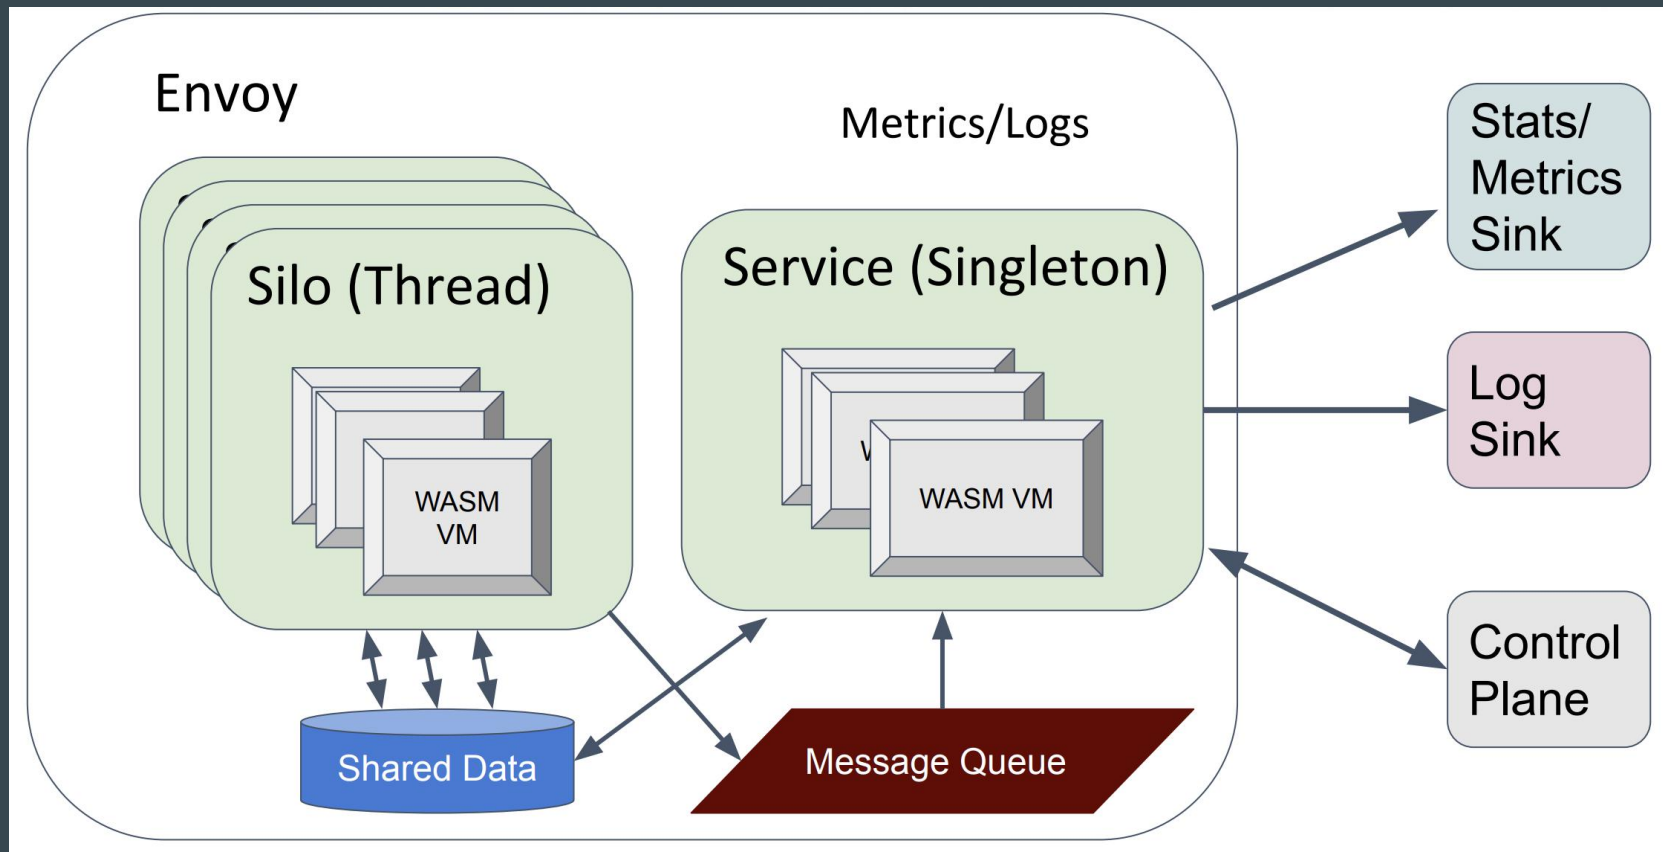 Envoy
Metrics/Logs
Silo (Thread)
Service (Singleton)
WASM
VM
WASM VM
Shared Data
Message Queue
Stats/
Metrics
Sink
Log
Sink
Control
Plane